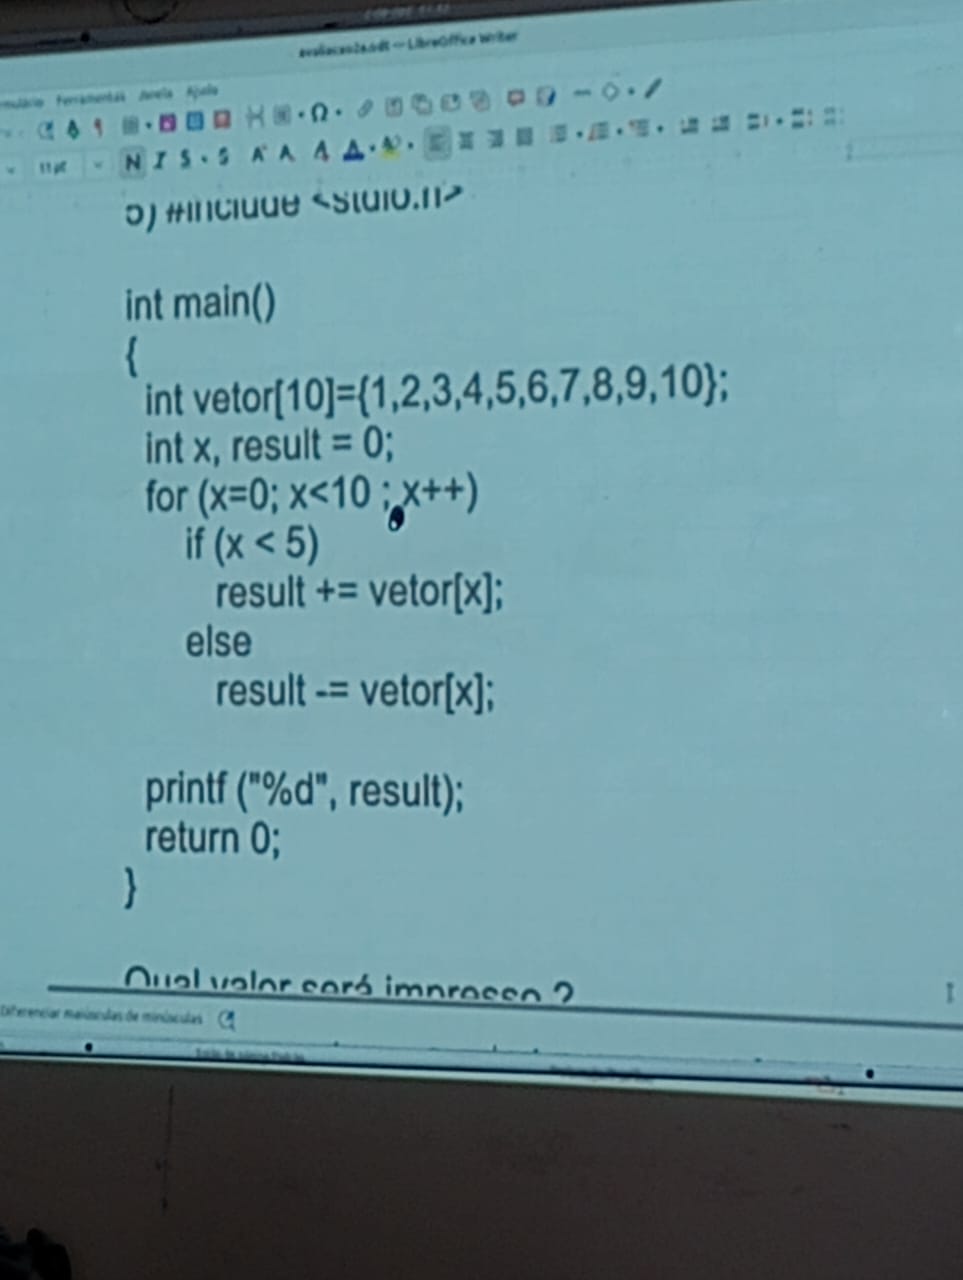 avaliacao2a.odt — LibreOffice Writer
Ferramentas Janela Ajuda
11 pt
N I S S
5) #include <stdio.h>
int main()
{
int vetor[10]={1,2,3,4,5,6,7,8,9,10};
int x, result = 0;
for (x=0; x<10 ; x++)
if (x < 5)
result += vetor[x];
else
result -= vetor[x];
printf ("%d", result);
return 0;
}
Qual valor será impresso ?
Diferenciar maiúsculas de minúsculas